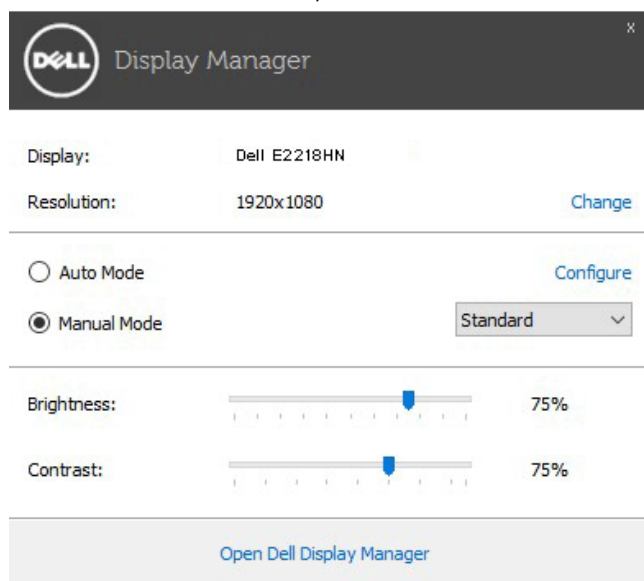 x
DELL Display Manager
Display: Dell E2218HN
Resolution: 1920x1080 Change
Auto Mode Configure
Manual Mode Standard
Brightness: 75%
Contrast: 75%
Open Dell Display Manager